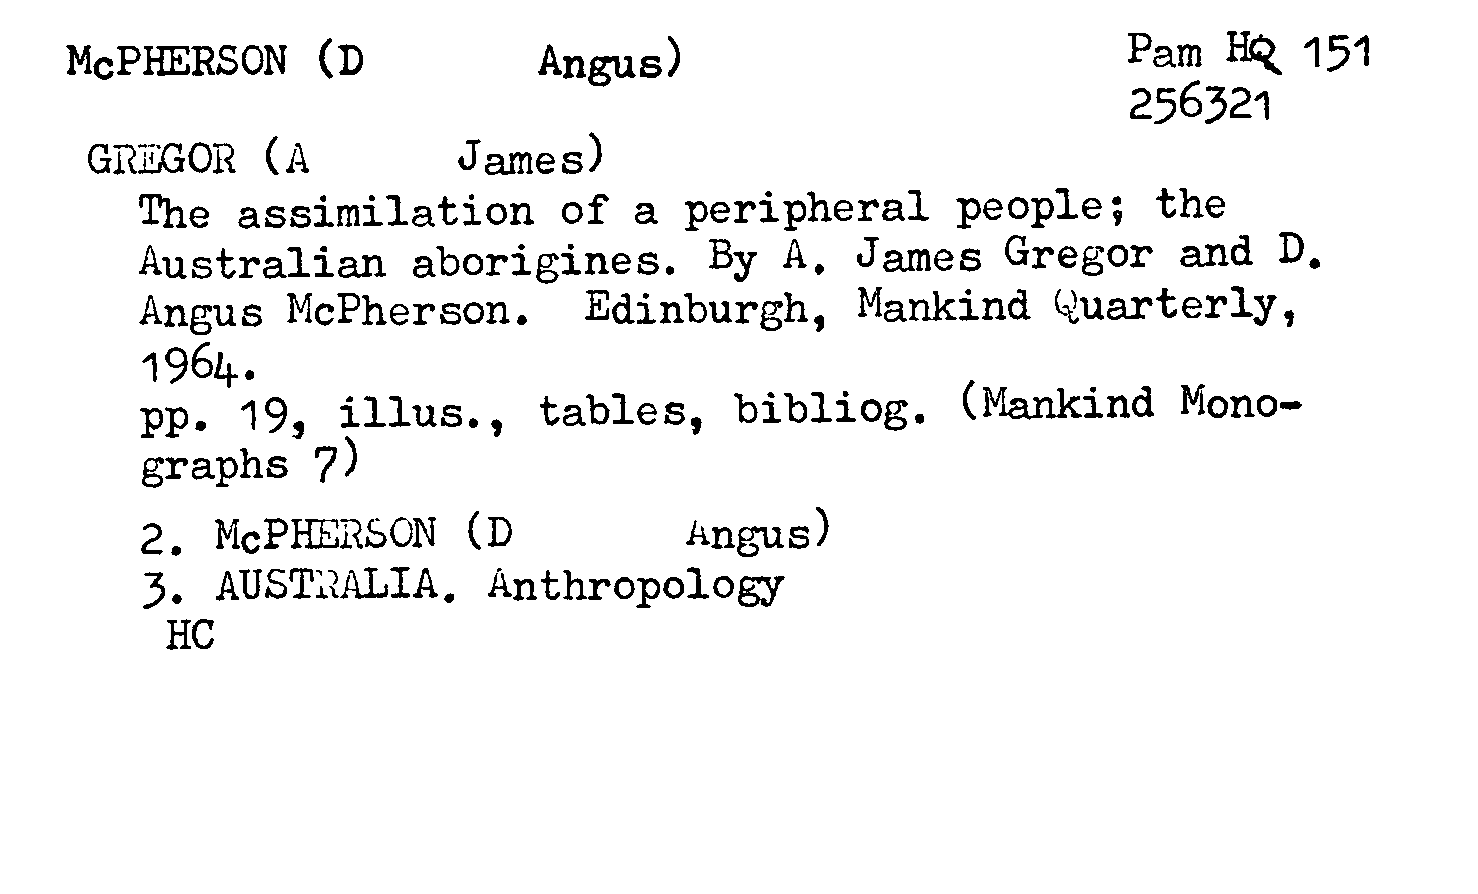 McPHERSON (D Angus) Pam HQ 151
256321
GREGOR (A James)
The assimilation of a peripheral people; the
Australian aborigines. By A. James Gregor and D.
Angus McPherson. Edinburgh, Mankind Quarterly,
1964.
pp. 19, illus., tables, bibliog. (Mankind Mono-
graphs 7)
2. McPHERSON (D Angus)
3. AUSTRALIA. Anthropology
HC